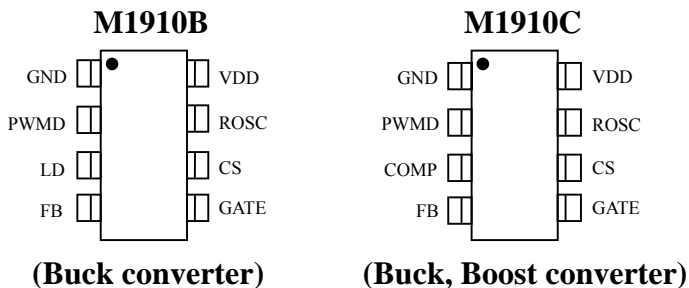 M1910B
GND
VDD
PWMD
ROSC
LD
CS
FB
GATE
(Buck converter)
M1910C
GND
VDD
PWMD
ROSC
COMP
CS
FB
GATE
(Buck, Boost converter)